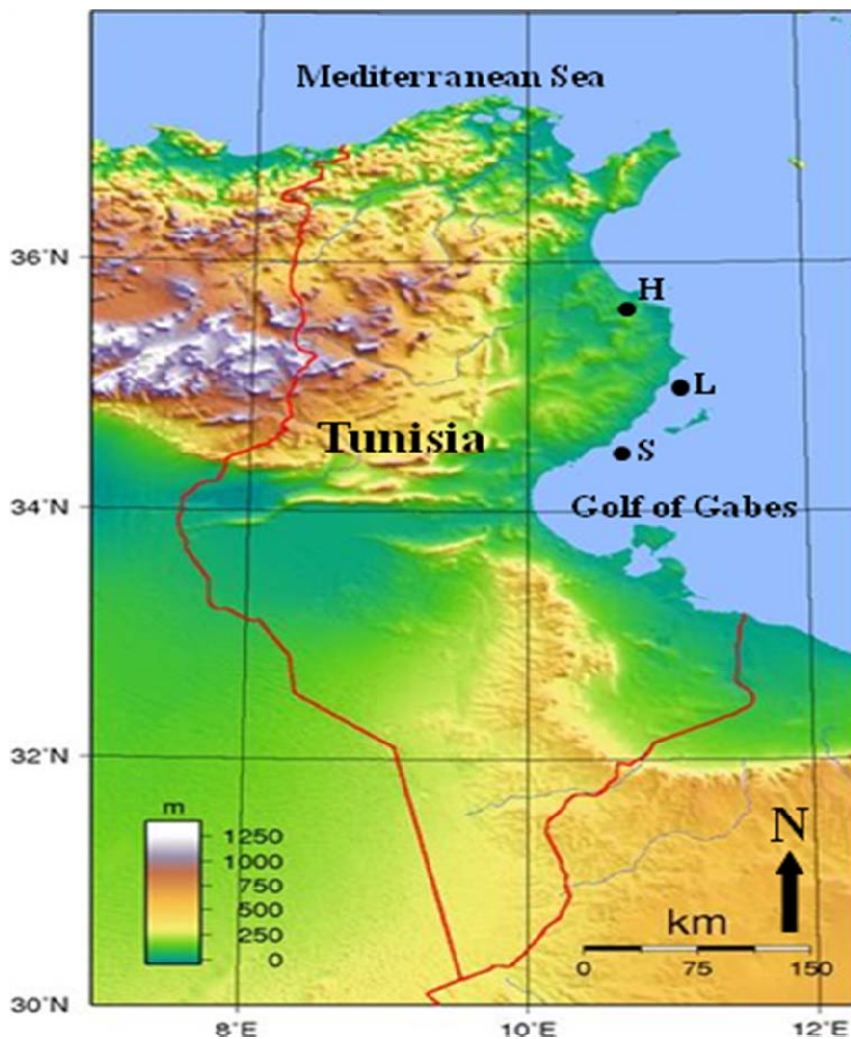 Mediterranean Sea
36°N
H
L
Tunisia
S
34°N
Golf of Gabes
32°N
m
1250
1000
750
500
250
0
N
km
0 75 150
30°N
8°E 10°E 12°E